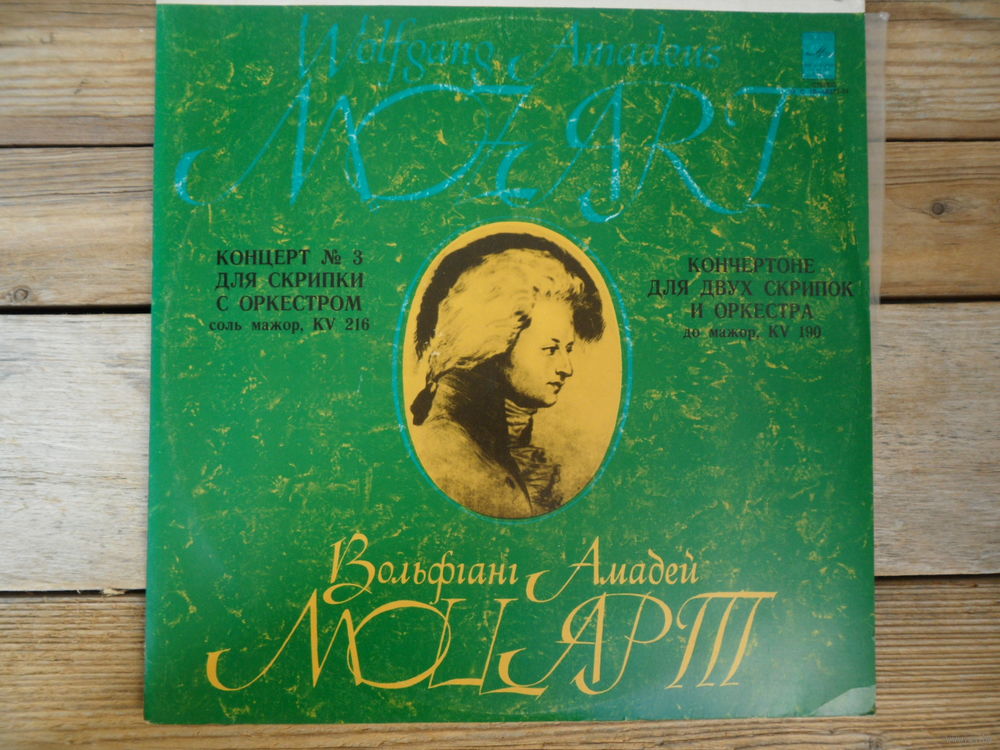 Wolfgang Amadeus
MOZART
КОНЦЕРТ № 3
ДЛЯ СКРИПКИ
С ОРКЕСТРОМ
соль мажор, KV 216
КОНЧЕРТОНЕ
ДЛЯ ДВУХ СКРИПОК
И ОРКЕСТРА
до мажор, KV 190
Вольфганг Амадей
МОЦАРТ